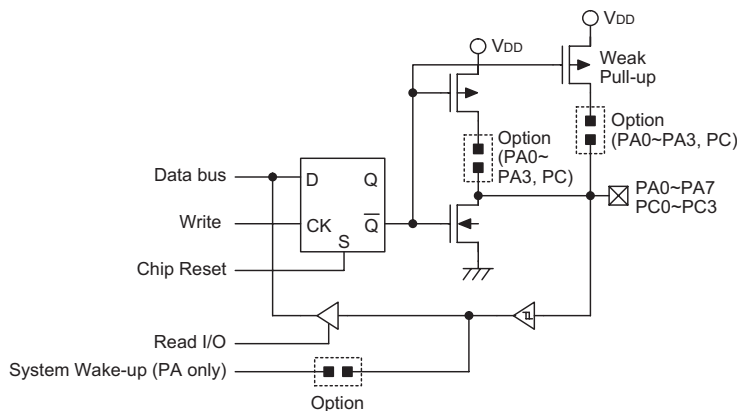 VDD
VDD
Weak
Pull-up
Option
(PA0~
PA3, PC)
Option
(PA0~PA3, PC)
Data bus
D
Q
Write
CK
Q
S
Chip Reset
PA0~PA7
PC0~PC3
Read I/O
System Wake-up (PA only)
Option